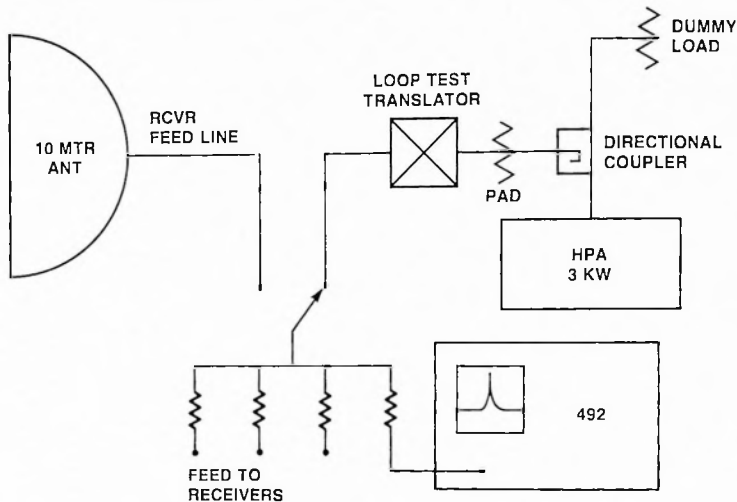 DUMMY
LOAD
LOOP TEST
TRANSLATOR
RCVR
FEED LINE
10 MTR
ANT
DIRECTIONAL
COUPLER
PAD
HPA
3 KW
492
FEED TO
RECEIVERS